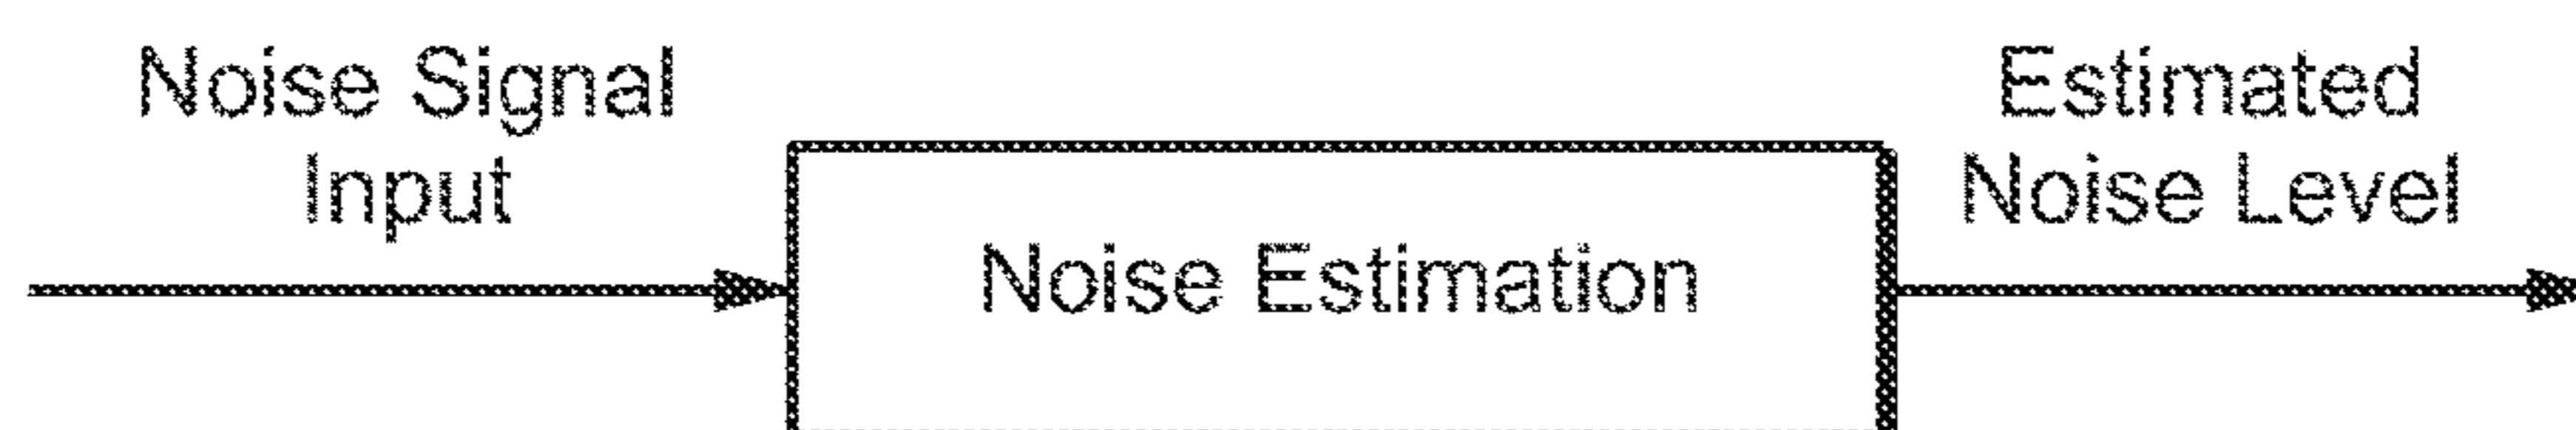 Noise Signal
Input
Noise Estimation
Estimated
Noise Level